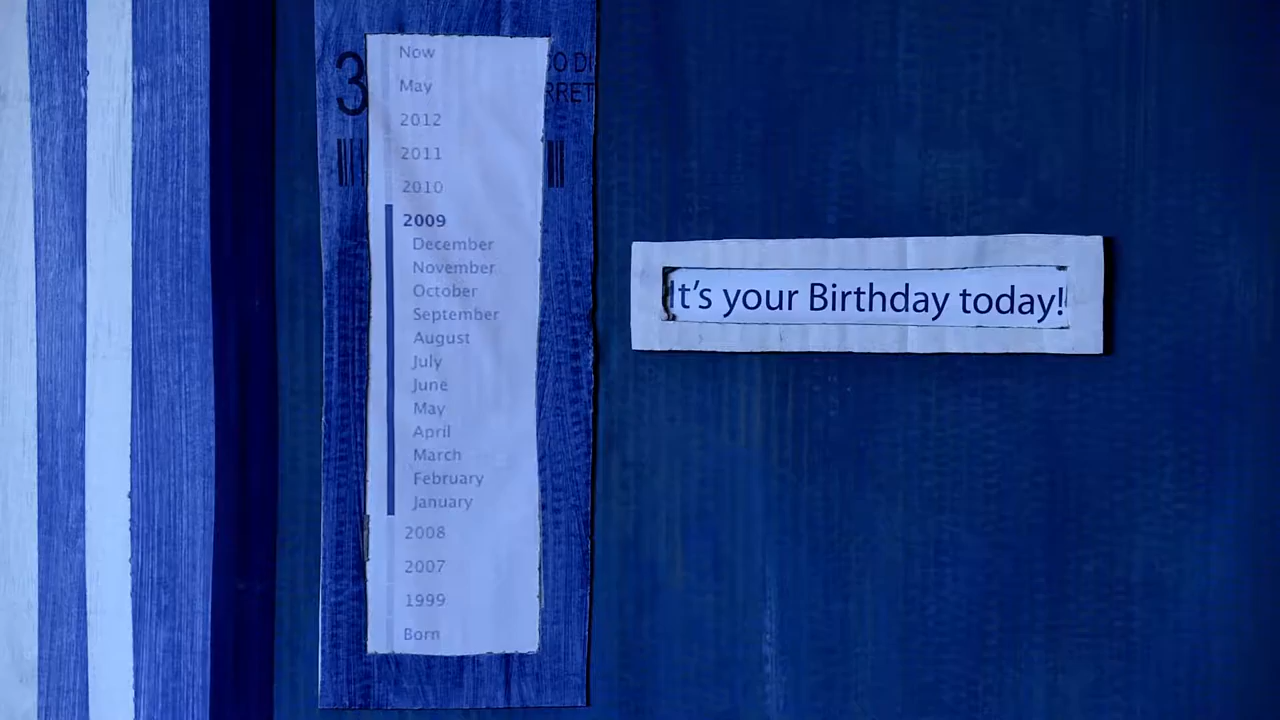 3
Now
May
2012
2011
2010
2009
December
November
October
September
August
July
June
May
April
March
February
January
2008
2007
1999
Born
It's your Birthday today!